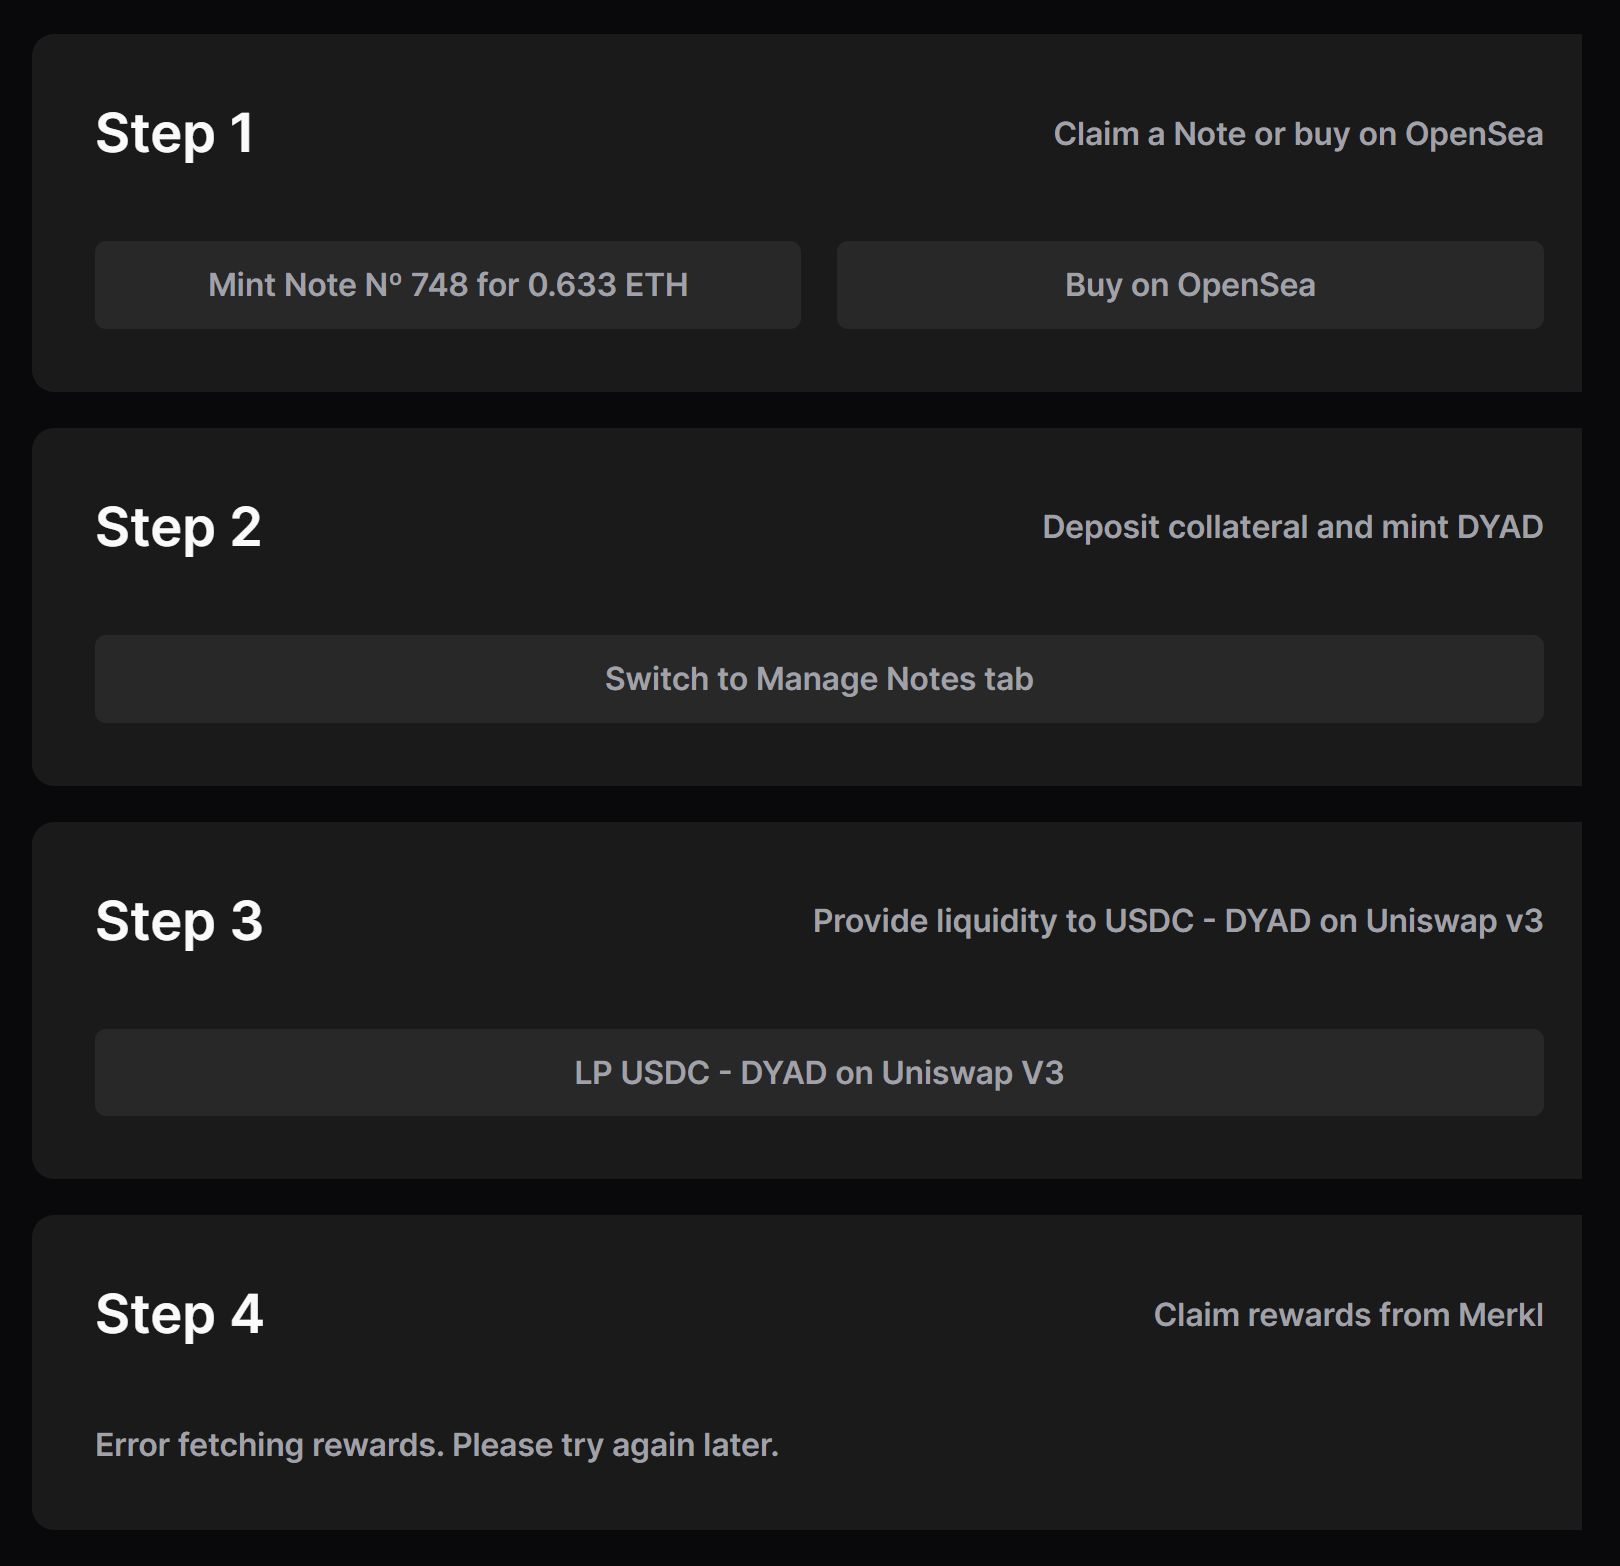 Step 1
Claim a Note or buy on OpenSea
Mint Note Nº 748 for 0.633 ETH
Buy on OpenSea
Step 2
Deposit collateral and mint DYAD
Switch to Manage Notes tab
Step 3
Provide liquidity to USDC - DYAD on Uniswap v3
LP USDC - DYAD on Uniswap V3
Step 4
Claim rewards from Merkl
Error fetching rewards. Please try again later.